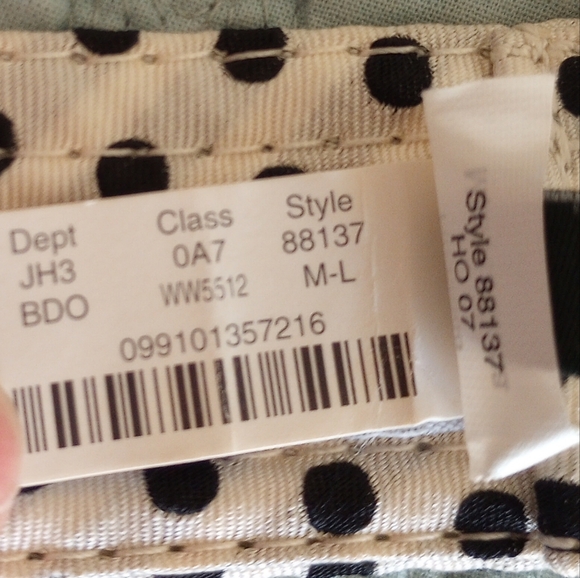 Dept Class Style
JH3 0A7 88137
BDO WW5512 M-L
099101357216
Style 88137
HO 07